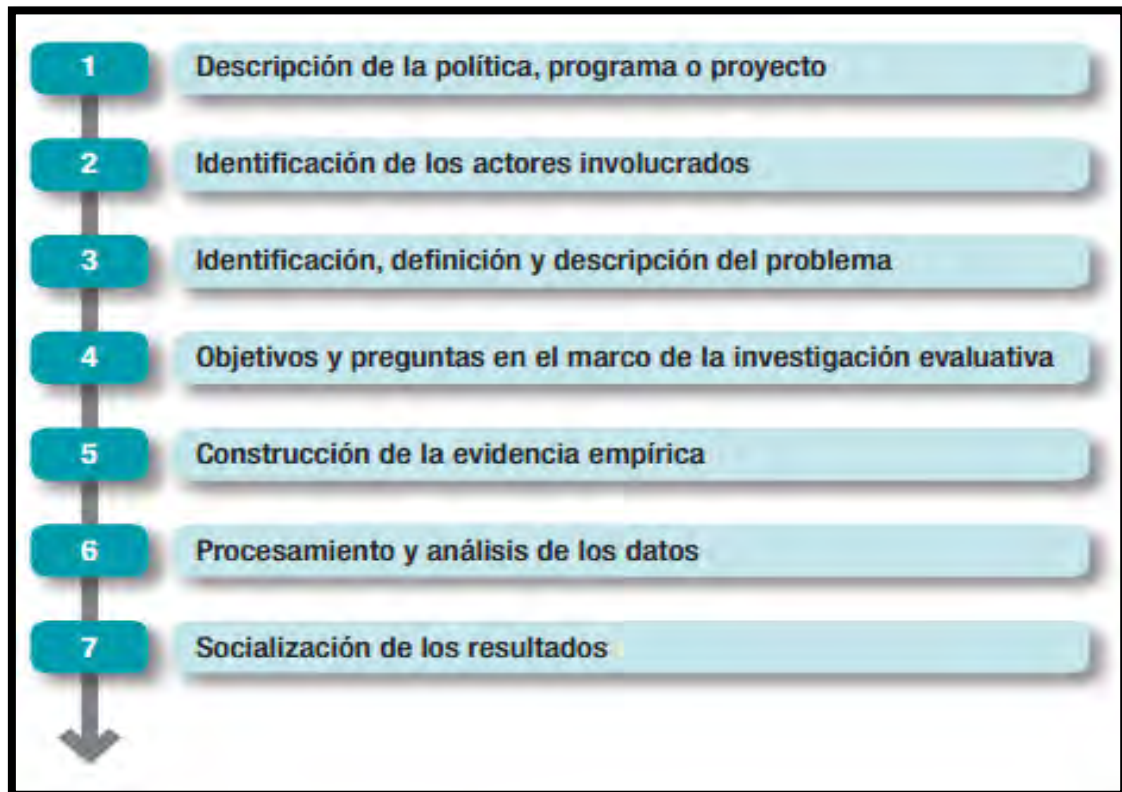 1 Descripción de la política, programa o proyecto
2 Identificación de los actores involucrados
3 Identificación, definición y descripción del problema
4 Objetivos y preguntas en el marco de la investigación evaluativa
5 Construcción de la evidencia empírica
6 Procesamiento y análisis de los datos
7 Socialización de los resultados